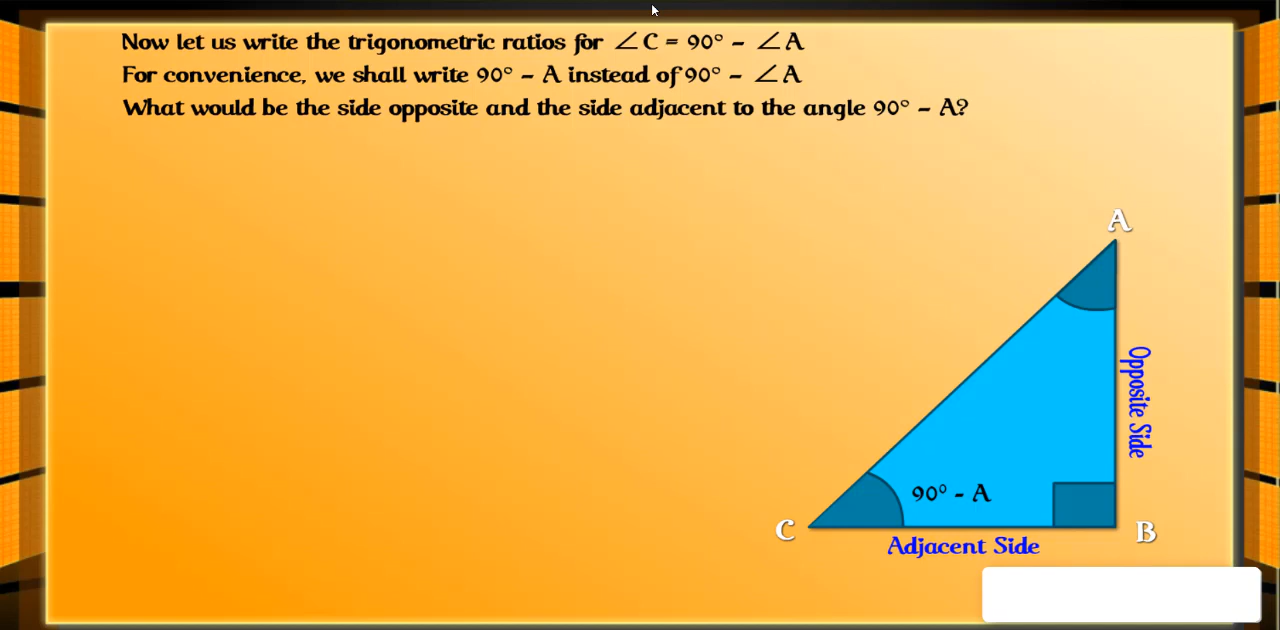 Now let us write the trigonometric ratios for ∠C = 90° - ∠A
For convenience, we shall write 90° - A instead of 90° - ∠A
What would be the side opposite and the side adjacent to the angle 90° - A?
A
Opposite Side
90° - A
C
B
Adjacent Side